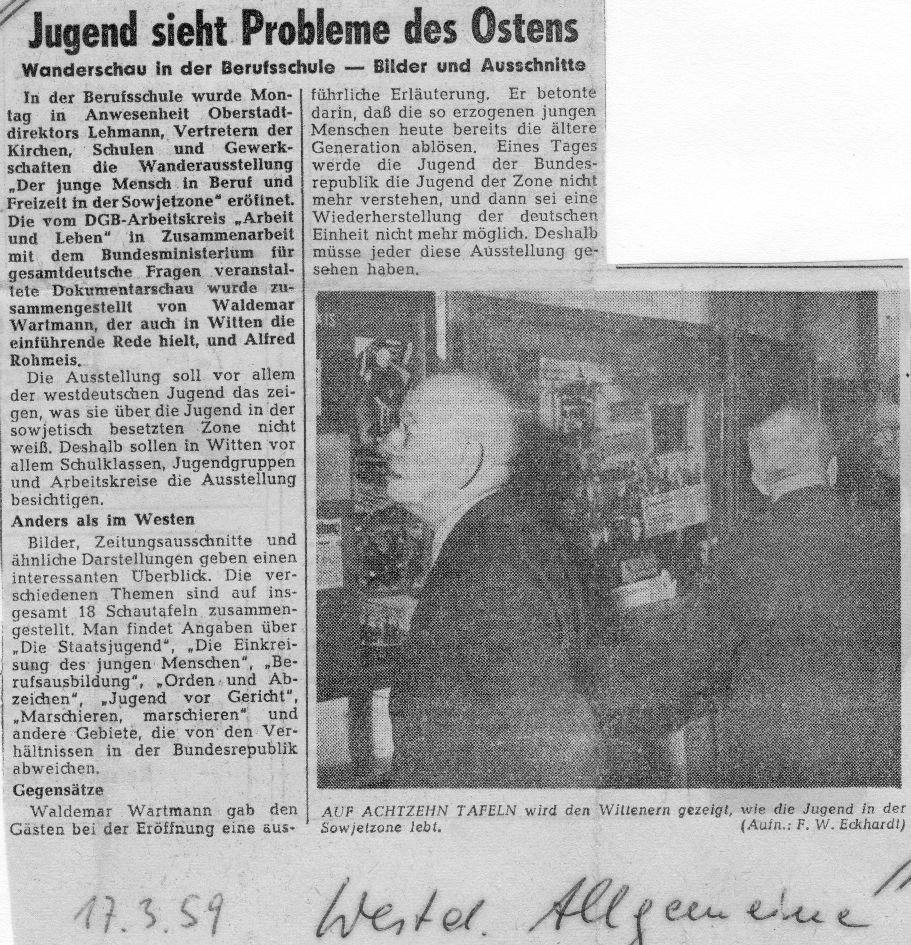 Jugend sieht Probleme des Ostens
Wanderschau in der Berufsschule — Bilder und Ausschnitte
In der Berufsschule wurde Mon-
tag in Anwesenheit Oberstadt-
direktors Lehmann, Vertretern der
Kirchen, Schulen und Gewerk-
schaften die Wanderausstellung
„Der junge Mensch in Beruf und
Freizeit in der Sowjetzone" eröfinet.
Die vom DGB-Arbeitskreis „Arbeit
und Leben" in Zusammenarbeit
mit dem Bundesministerium für
gesamtdeutsche Fragen veranstal-
tete Dokumentarschau wurde zu-
sammengestellt von Waldemar
Wartmann, der auch in Witten die
einführende Rede hielt, und Alfred
Rohmeis.
Die Ausstellung soll vor allem
der westdeutschen Jugend das zei-
gen, was sie über die Jugend in der
sowjetisch besetzten Zone nicht
weiß. Deshalb sollen in Witten vor
allem Schulklassen, Jugendgruppen
und Arbeitskreise die Ausstellung
besichtigen.
Anders als im Westen
Bilder, Zeitungsausschnitte und
ähnliche Darstellungen geben einen
interessanten Überblick. Die ver-
schiedenen Themen sind auf ins-
gesamt 18 Schautafeln zusammen-
gestellt. Man findet Angaben über
„Die Staatsjugend", „Die Einkrei-
sung des jungen Menschen", „Be-
rufsausbildung", „Orden und Ab-
zeichen", „Jugend vor Gericht",
„Marschieren, marschieren" und
andere Gebiete, die von den Ver-
hältnissen in der Bundesrepublik
abweichen.
Gegensätze
Waldemar Wartmann gab den
Gästen bei der Eröffnung eine aus-
führliche Erläuterung. Er betonte
darin, daß die so erzogenen jungen
Menschen heute bereits die ältere
Generation ablösen. Eines Tages
werde die Jugend der Bundes-
republik die Jugend der Zone nicht
mehr verstehen, und dann sei eine
Wiederherstellung der deutschen
Einheit nicht mehr möglich. Deshalb
müsse jeder diese Ausstellung ge-
sehen haben.
AUF ACHTZEHN TAFELN wird den Wittenern gezeigt, wie die Jugend in der
Sowjetzone lebt. (Aufn.: F. W. Eckhardt)
17.3.59 Westd. Allgemeine"